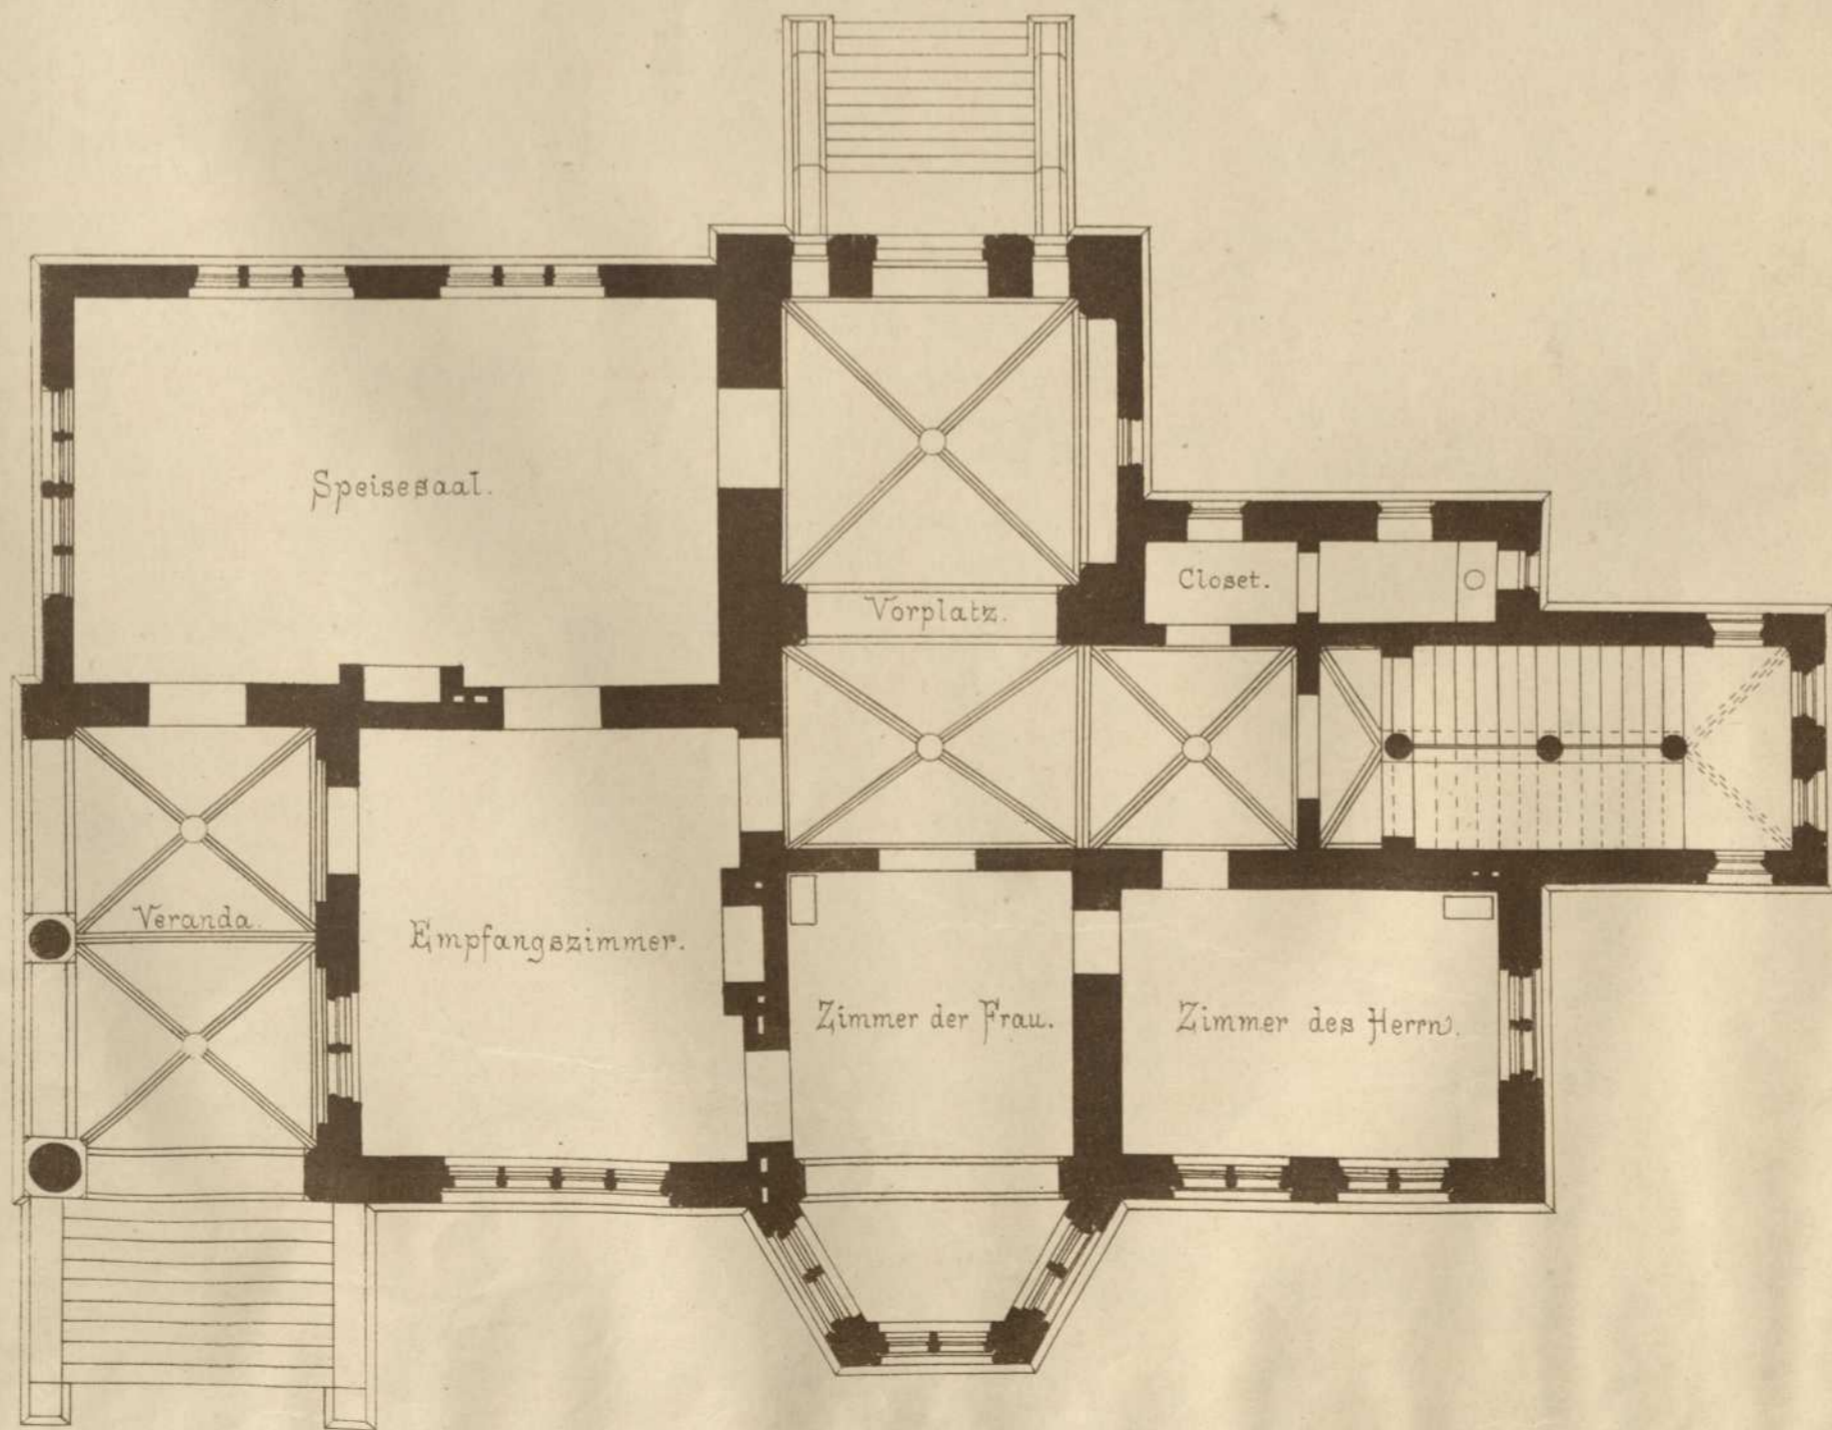 Speisesaal.
Vorplatz.
Closet.
Veranda.
Empfangszimmer.
Zimmer der Frau.
Zimmer des Herrn.